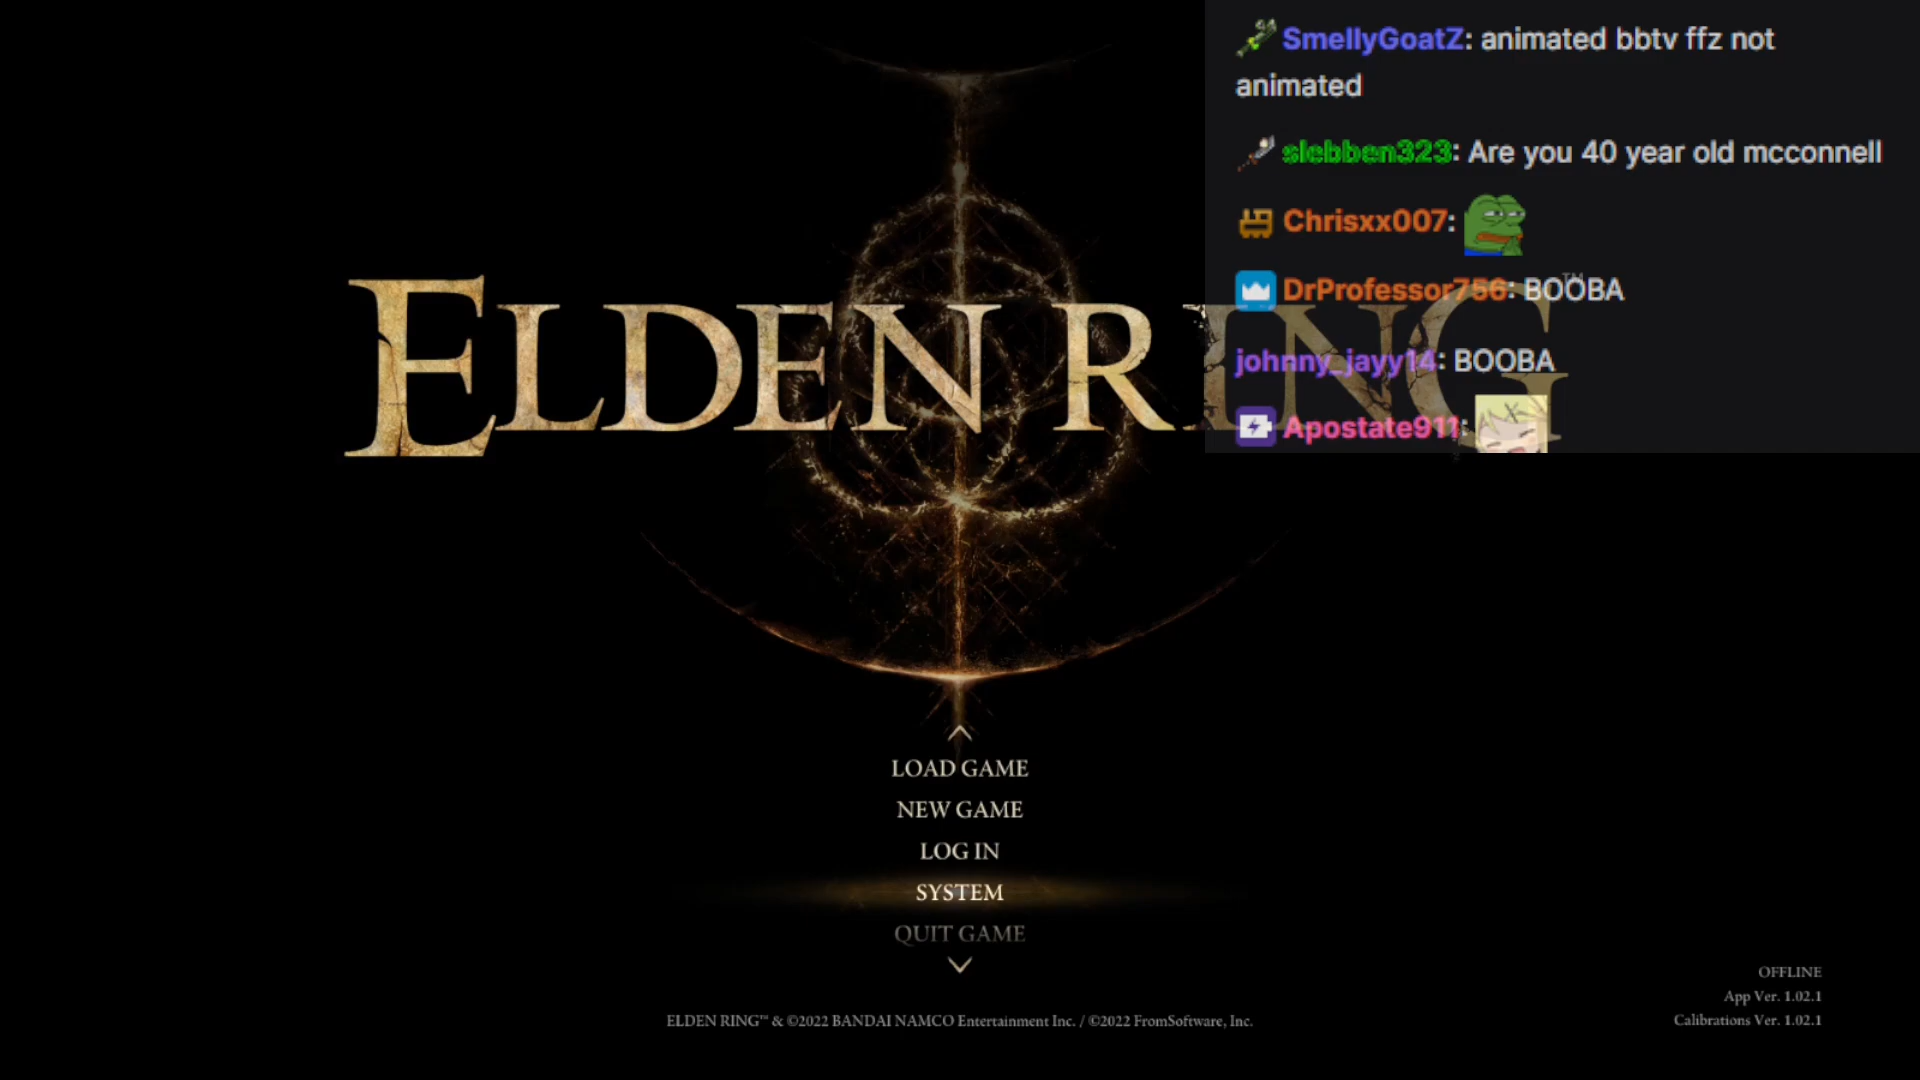 SmellyGoatZ: animated bbtv ffz not
animated
slebben323: Are you 40 year old mcconnell
Chrisxx007:
DrProfessor756: BOOBA
johnny_jayy14: BOOBA
Apostate911:
ELDEN RING™
LOAD GAME
NEW GAME
LOG IN
SYSTEM
QUIT GAME
OFFLINE
App Ver. 1.02.1
Calibrations Ver. 1.02.1
ELDEN RING™ & ©2022 BANDAI NAMCO Entertainment Inc. / ©2022 FromSoftware, Inc.